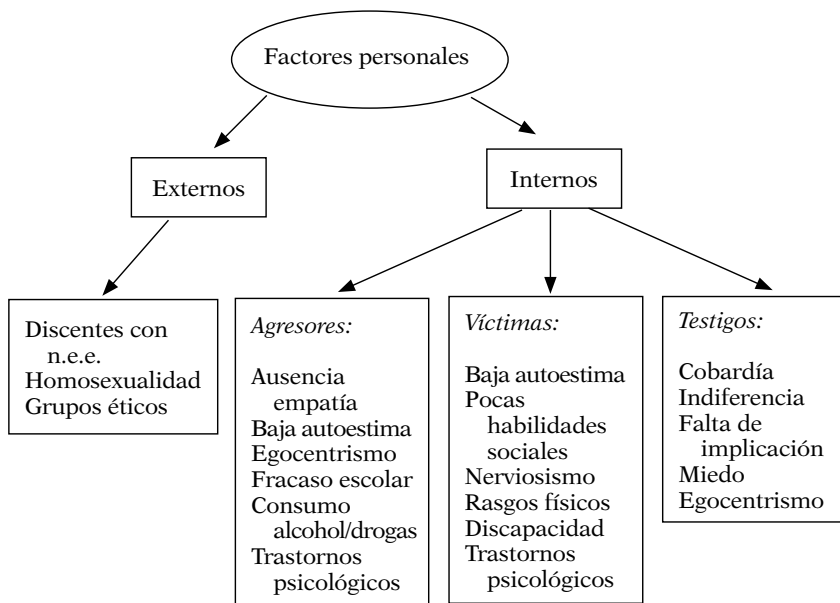 Factores personales
Externos
Internos
Discentes con
n.e.e.
Homosexualidad
Grupos éticos
Agresores:
Ausencia
empatía
Baja autoestima
Egocentrismo
Fracaso escolar
Consumo
alcohol/drogas
Trastornos
psicológicos
Víctimas:
Baja autoestima
Pocas
habilidades
sociales
Nerviosismo
Rasgos físicos
Discapacidad
Trastornos
psicológicos
Testigos:
Cobardía
Indiferencia
Falta de
implicación
Miedo
Egocentrismo